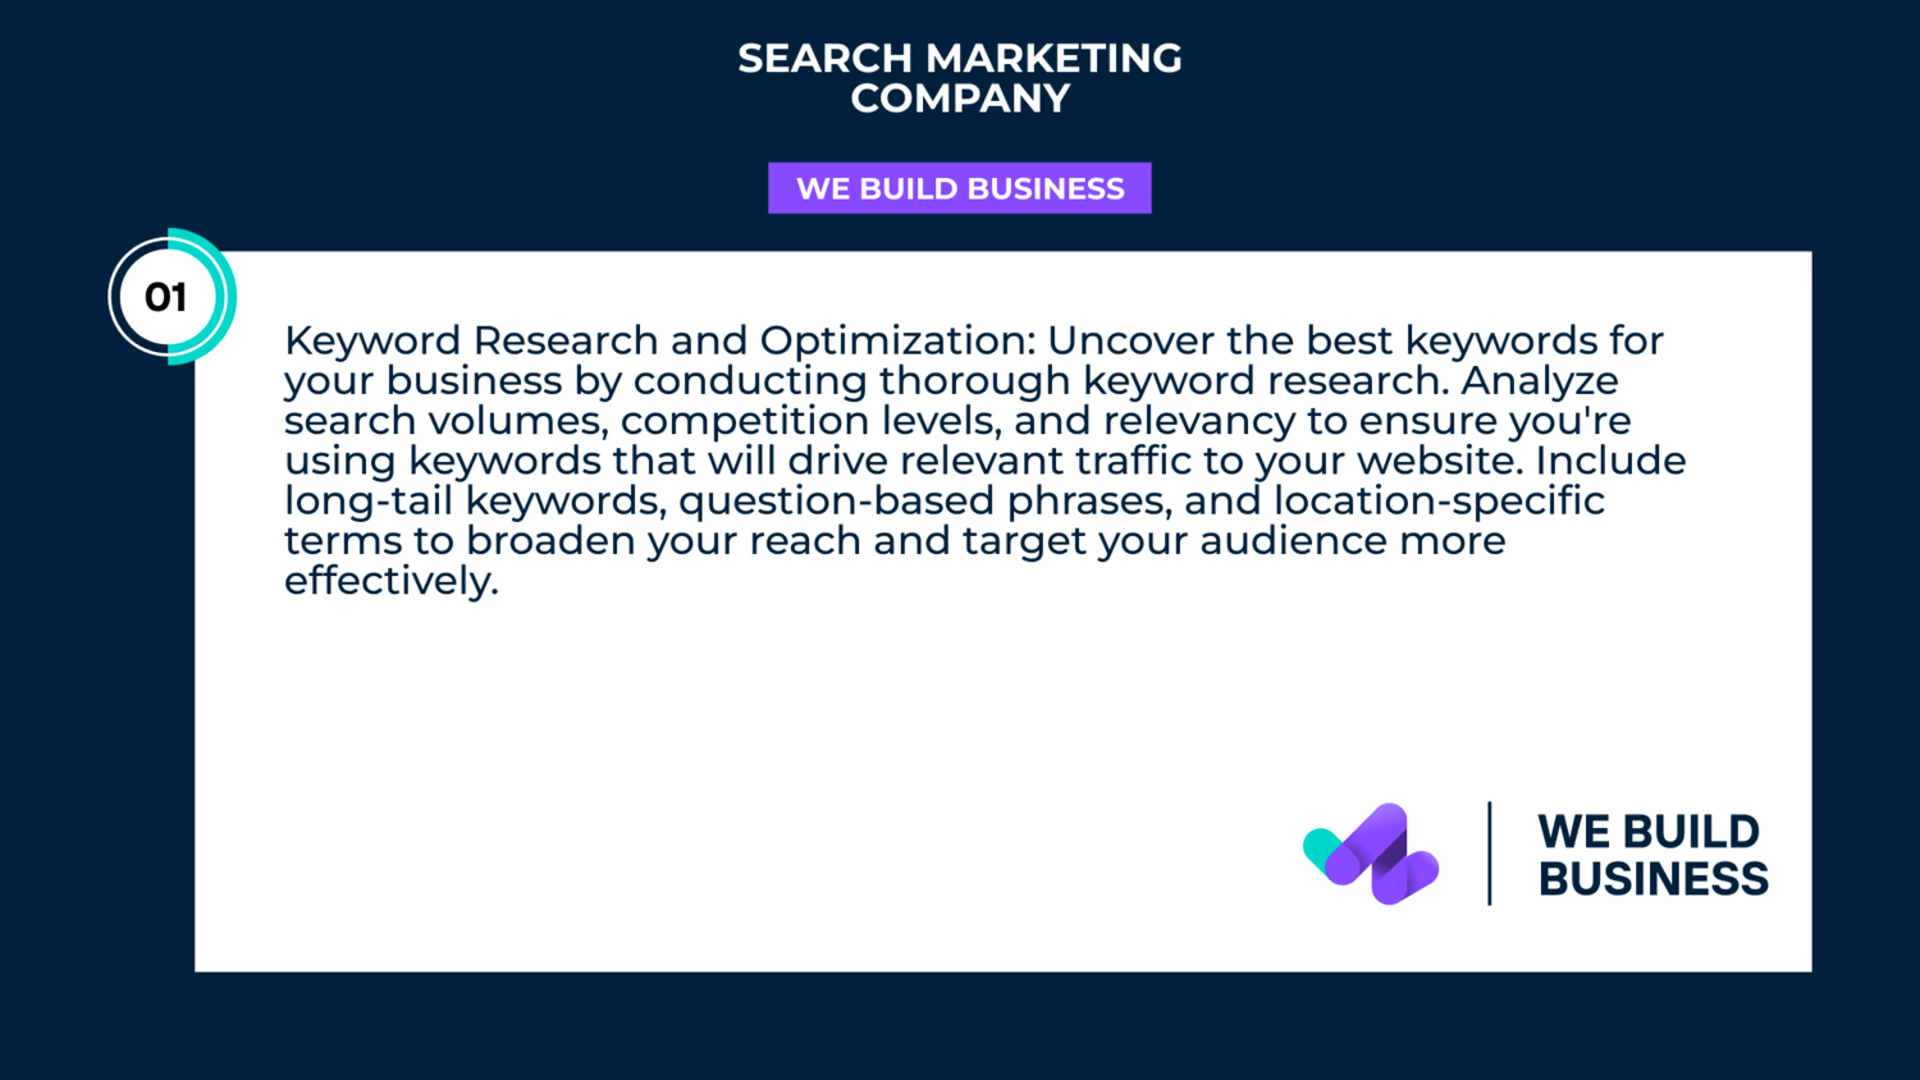 SEARCH MARKETING
COMPANY
WE BUILD BUSINESS
01
Keyword Research and Optimization: Uncover the best keywords for
your business by conducting thorough keyword research. Analyze
search volumes, competition levels, and relevancy to ensure you're
using keywords that will drive relevant traffic to your website. Include
long-tail keywords, question-based phrases, and location-specific
terms to broaden your reach and target your audience more
effectively.
WE BUILD
BUSINESS